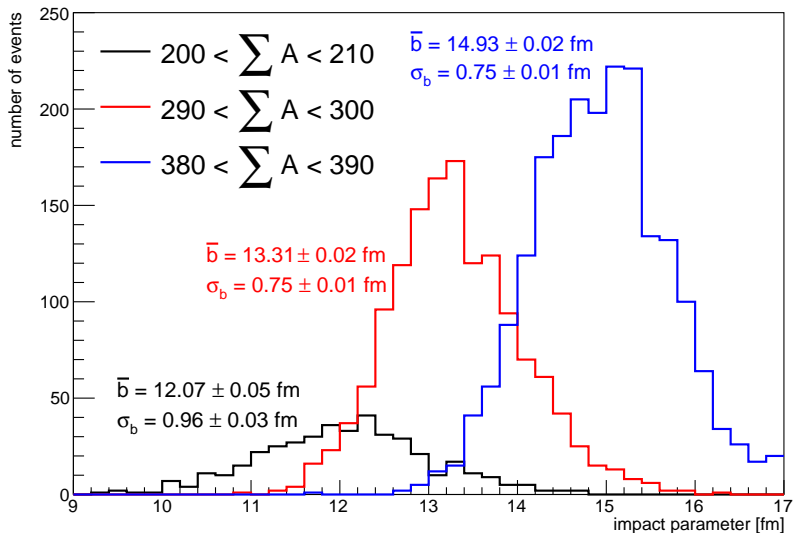 number of events
250
200
150
100
50
0
200 < ∑ A < 210
290 < ∑ A < 300
380 < ∑ A < 390
b̅ = 14.93 ± 0.02 fm
σb = 0.75 ± 0.01 fm
b̅ = 13.31 ± 0.02 fm
σb = 0.75 ± 0.01 fm
b̅ = 12.07 ± 0.05 fm
σb = 0.96 ± 0.03 fm
9 10 11 12 13 14 15 16 17
impact parameter [fm]